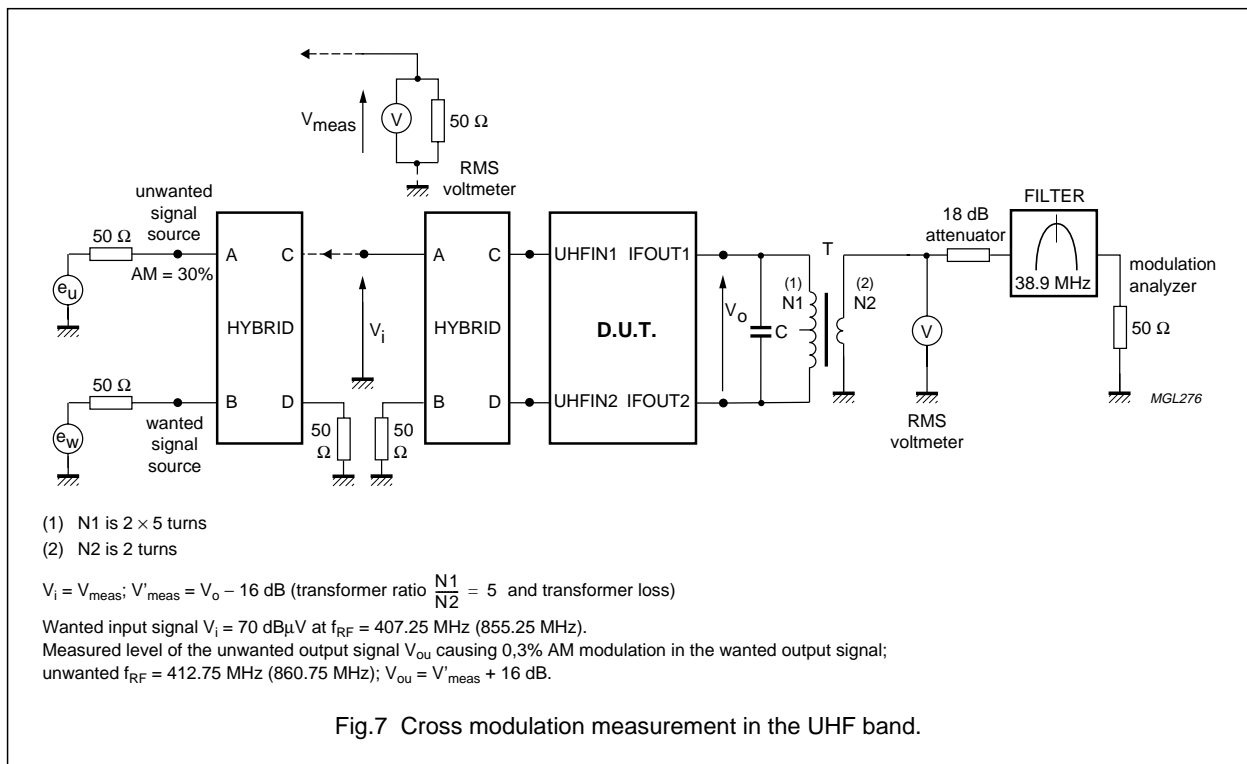 V_meas
V
50 Ω
RMS
voltmeter
unwanted
signal
source
50 Ω
AM = 30%
e_u
50 Ω
e_w
wanted
signal
source
A
C
HYBRID
B
D
50
Ω
V_i
50
Ω
A
C
HYBRID
B
D
UHFIN1 IFOUT1
D.U.T.
UHFIN2 IFOUT2
V_o
C
(1)
N1
T
(2)
N2
V
RMS
voltmeter
18 dB
attenuator
FILTER
38.9 MHz
modulation
analyzer
50 Ω
MGL276
(1) N1 is 2 × 5 turns
(2) N2 is 2 turns
V_i = V_meas; V'_meas = V_o – 16 dB (transformer ratio N1/N2 = 5 and transformer loss)
Wanted input signal V_i = 70 dBμV at f_RF = 407.25 MHz (855.25 MHz).
Measured level of the unwanted output signal V_ou causing 0,3% AM modulation in the wanted output signal;
unwanted f_RF = 412.75 MHz (860.75 MHz); V_ou = V'_meas + 16 dB.
Fig.7 Cross modulation measurement in the UHF band.